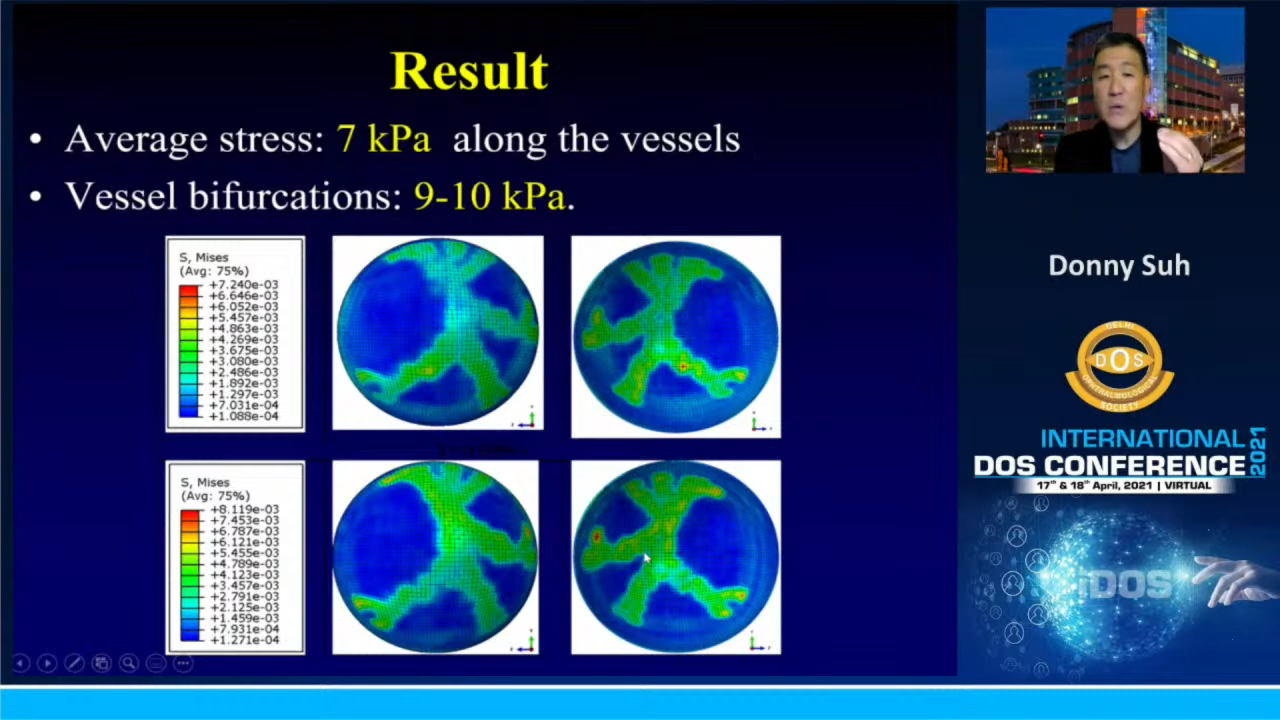 Result
• Average stress: 7 kPa along the vessels
• Vessel bifurcations: 9-10 kPa.
S, Mises
(Avg: 75%)
+7.240e-03
+6.646e-03
+6.052e-03
+5.457e-03
+4.863e-03
+4.269e-03
+3.675e-03
+3.080e-03
+2.486e-03
+1.892e-03
+1.297e-03
+7.031e-04
+1.088e-04
S, Mises
(Avg: 75%)
+8.119e-03
+7.453e-03
+6.787e-03
+6.121e-03
+5.455e-03
+4.789e-03
+4.123e-03
+3.457e-03
+2.791e-03
+2.125e-03
+1.459e-03
+7.931e-04
+1.271e-04
Donny Suh
DELHI
DOS
OPHTHALMOLOGICAL
SOCIETY
INTERNATIONAL
DOS CONFERENCE
2021
17th & 18th April, 2021 | VIRTUAL
iDOS